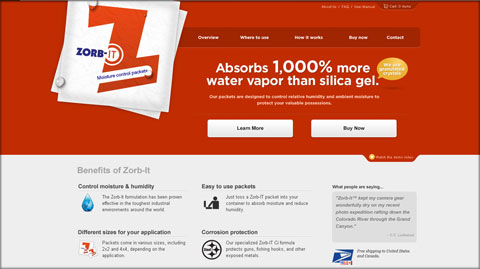 About Us / FAQ / User Manual
Cart (0 items)
Overview
Where to use
How it works
Buy now
Contact
ZORB-IT
Moisture control packets
Absorbs 1,000% more
water vapor than silica gel.
We are
granulated
crystals
Our packets are designed to control relative humidity and ambient moisture to
protect your valuable possessions.
Learn More
Buy Now
Watch the demo video
Benefits of Zorb-It
Control moisture & humidity
The Zorb-It formulation has been proven
effective in the toughest industrial
environments around the world.
Easy to use packets
Just toss a Zorb-IT packet into your
container to absorb moisture and reduce
humidity.
What people are saying...
"Zorb-It™ kept my camera gear
wonderfully dry on my recent
photo expedition rafting down the
Colorado River through the Grand
Canyon."
Different sizes for your application
Packets come in various sizes, including
2x2 and 4x4, depending on the
application.
Corrosion protection
Our specialized Zorb-IT Ci formula
protects guns, fishing hooks, and other
exposed metals.
Free shipping to United States
and Canada.